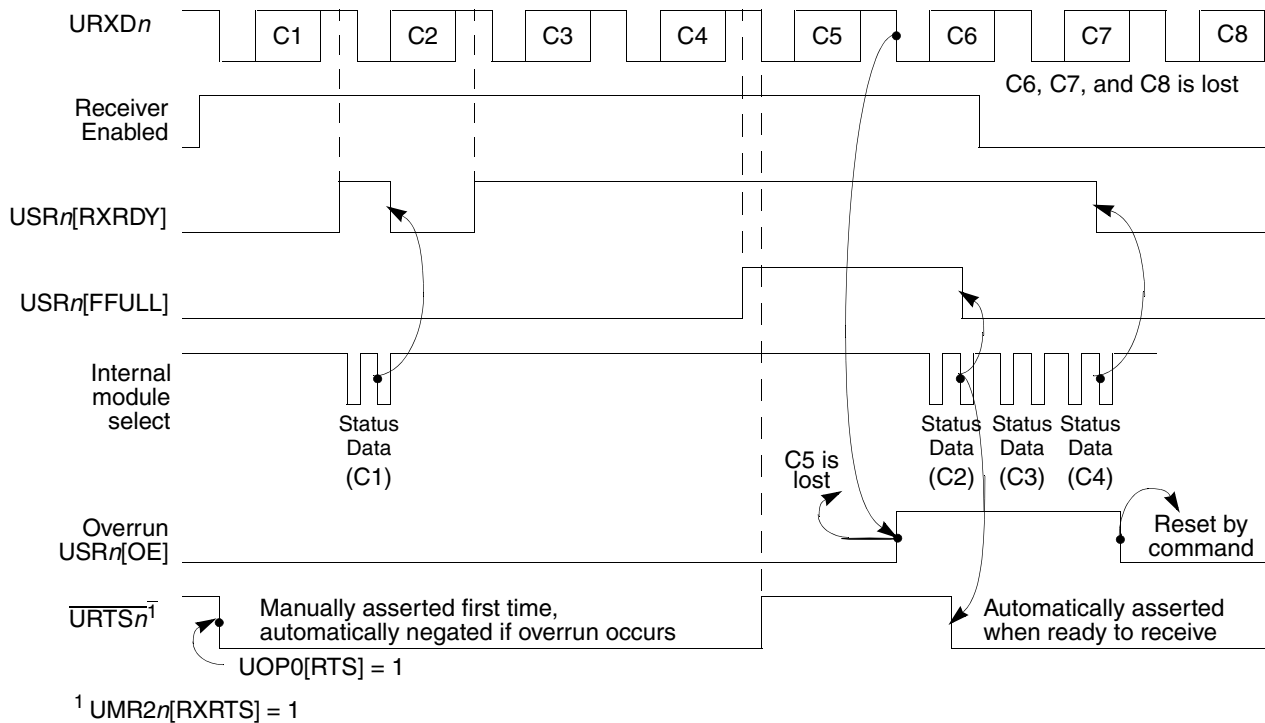 URXDn
C1 C2 C3 C4 C5 C6 C7 C8
C6, C7, and C8 is lost
Receiver
Enabled
USRn[RXRDY]
USRn[FFULL]
Internal
module
select
Status
Data
(C1)
Status
Data
(C2)
Status
Data
(C3)
Status
Data
(C4)
C5 is
lost
Overrun
USRn[OE]
Reset by
command
URTSn¹
Manually asserted first time,
automatically negated if overrun occurs
Automatically asserted
when ready to receive
UOP0[RTS] = 1
¹ UMR2n[RXRTS] = 1